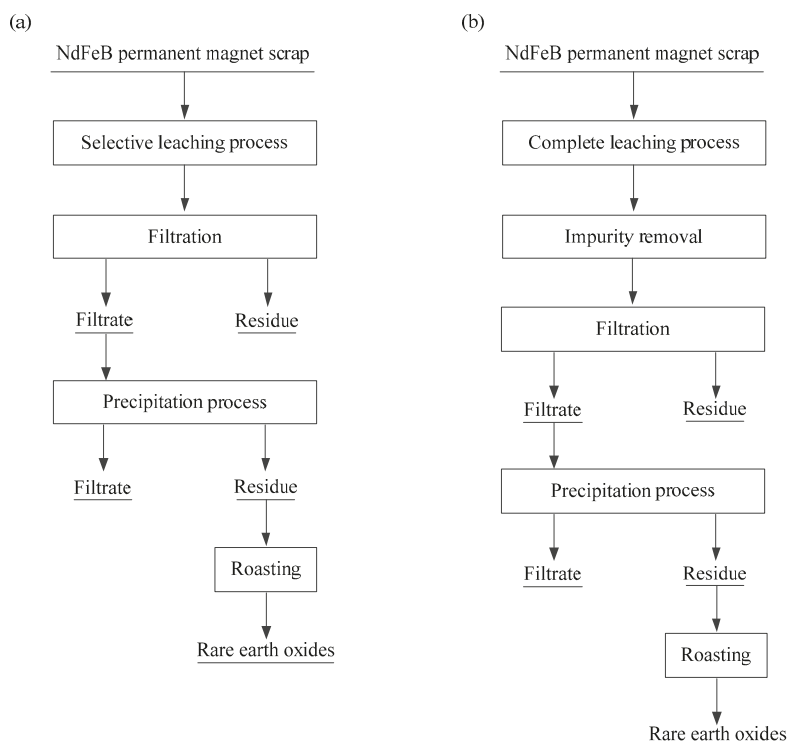 (a)
NdFeB permanent magnet scrap
Selective leaching process
Filtration
Filtrate
Residue
Precipitation process
Filtrate
Residue
Roasting
Rare earth oxides
(b)
NdFeB permanent magnet scrap
Complete leaching process
Impurity removal
Filtration
Filtrate
Residue
Precipitation process
Filtrate
Residue
Roasting
Rare earth oxides